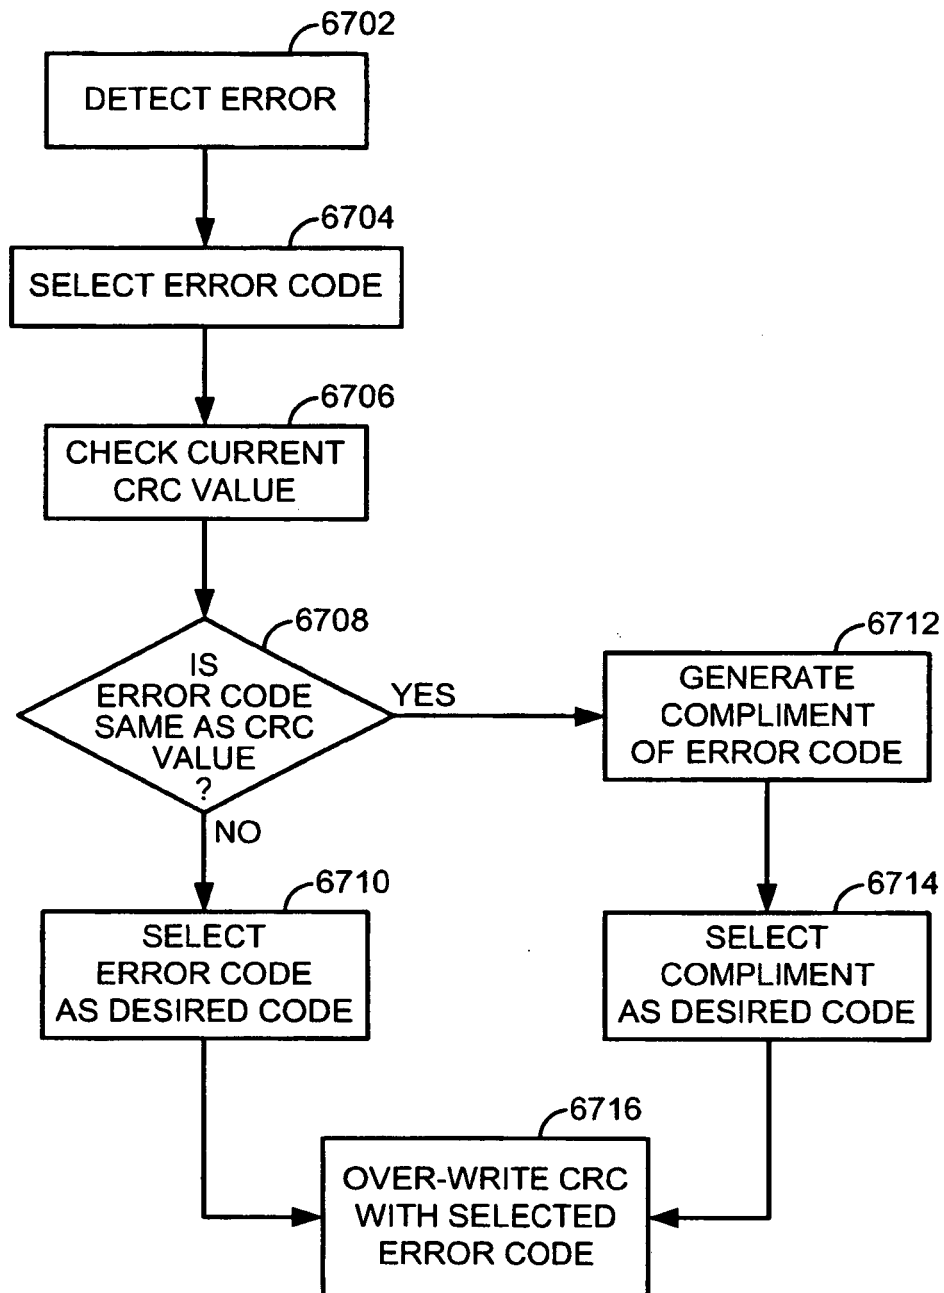 6702
DETECT ERROR
6704
SELECT ERROR CODE
6706
CHECK CURRENT
CRC VALUE
6708
IS
ERROR CODE
SAME AS CRC
VALUE
?
YES
NO
6712
GENERATE
COMPLIMENT
OF ERROR CODE
6710
SELECT
ERROR CODE
AS DESIRED CODE
6714
SELECT
COMPLIMENT
AS DESIRED CODE
6716
OVER-WRITE CRC
WITH SELECTED
ERROR CODE